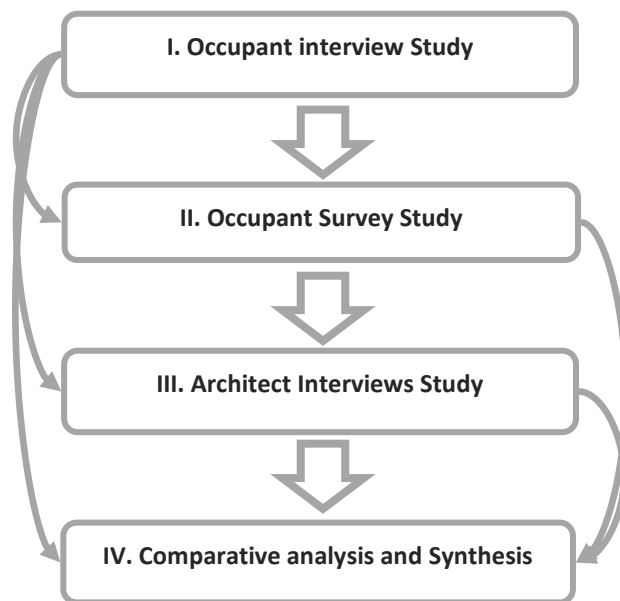 I. Occupant interview Study
II. Occupant Survey Study
III. Architect Interviews Study
IV. Comparative analysis and Synthesis